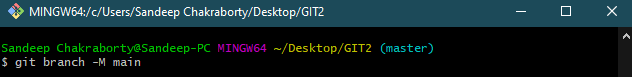 MINGW64:/c/Users/Sandeep Chakraborty/Desktop/GIT2
Sandeep Chakraborty@Sandeep-PC MINGW64 ~/Desktop/GIT2 (master)
$ git branch -M main